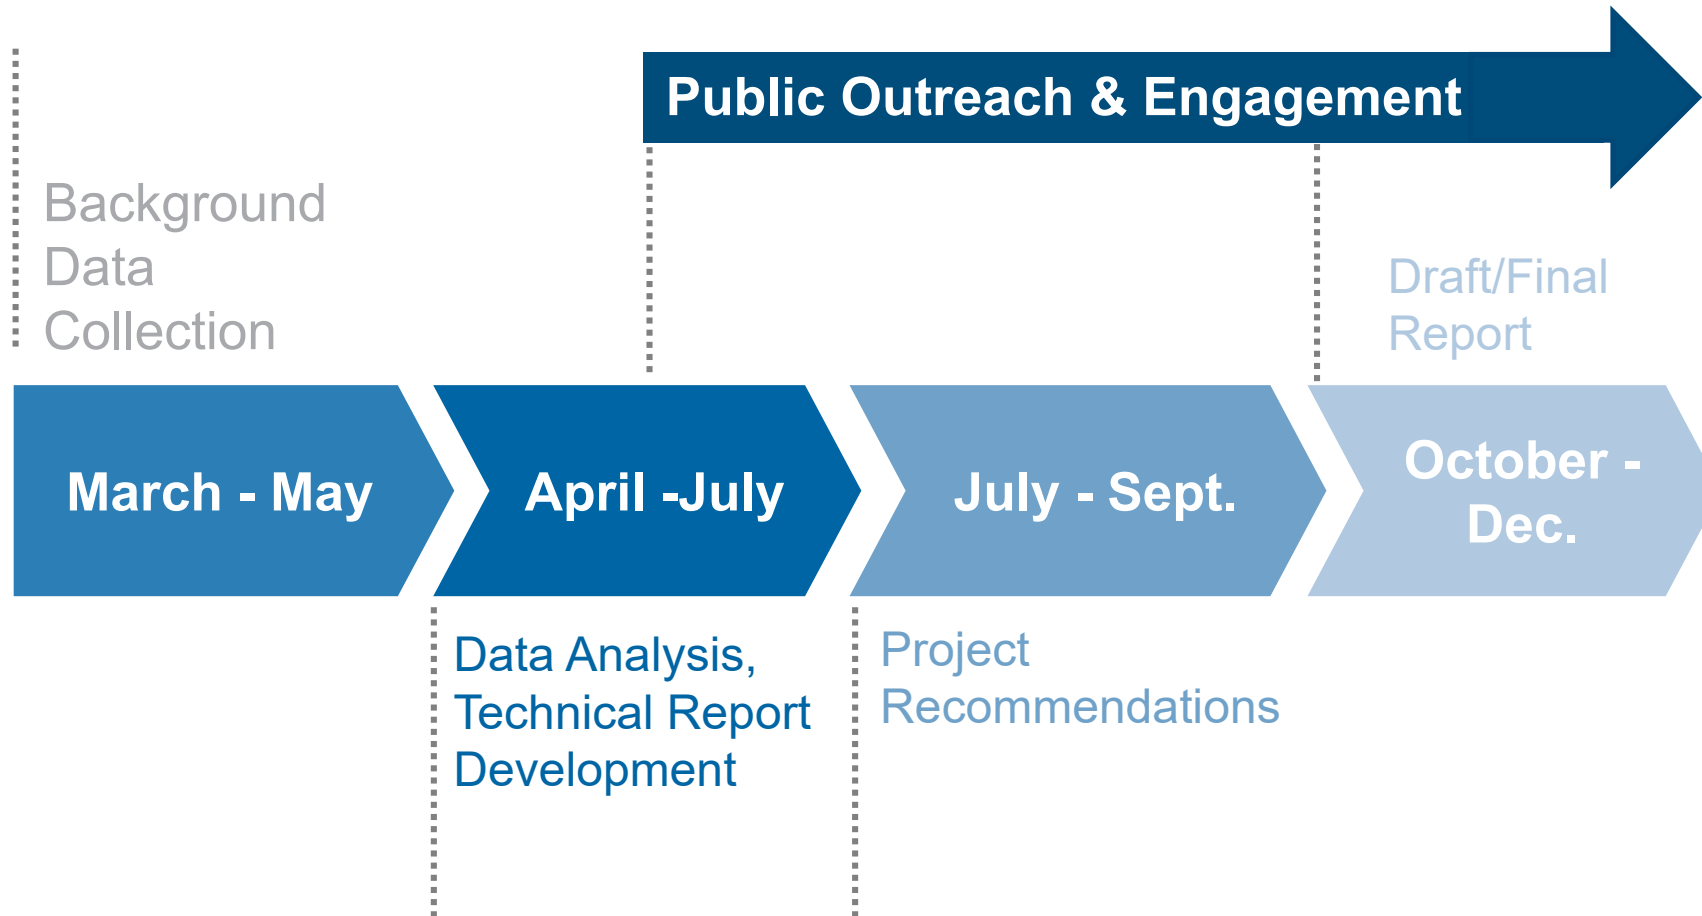 Public Outreach & Engagement
Background
Data
Collection
Draft/Final
Report
March - May
April -July
July - Sept.
October -
Dec.
Data Analysis,
Technical Report
Development
Project
Recommendations